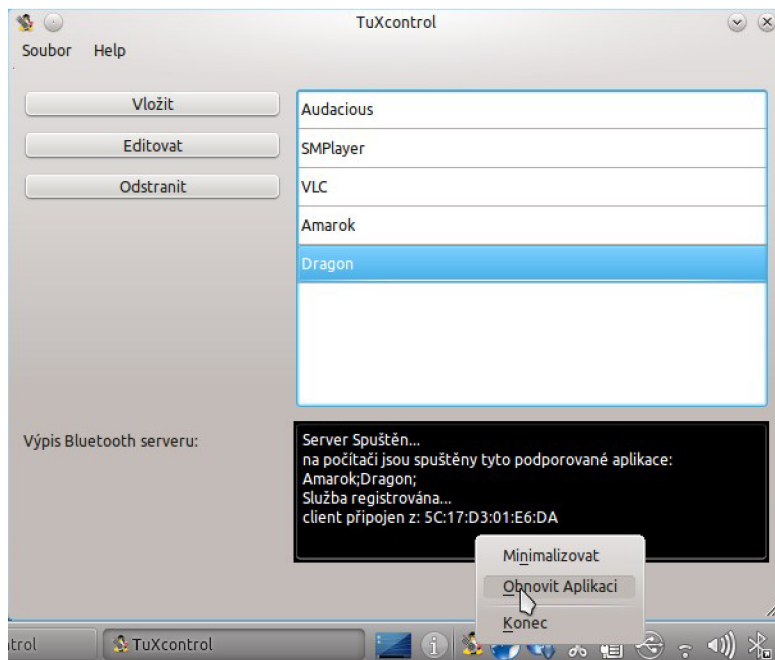 TuXcontrol
Soubor Help
Vložit
Editovat
Odstranit
Audacious
SMPlayer
VLC
Amarok
Dragon
Výpis Bluetooth serveru:
Server Spuštěn...
na počítači jsou spuštěny tyto podporované aplikace:
Amarok;Dragon;
Služba registrována...
client připojen z: 5C:17:D3:01:E6:DA
Minimalizovat
Obnovit Aplikaci
Konec
ntrol
TuXcontrol